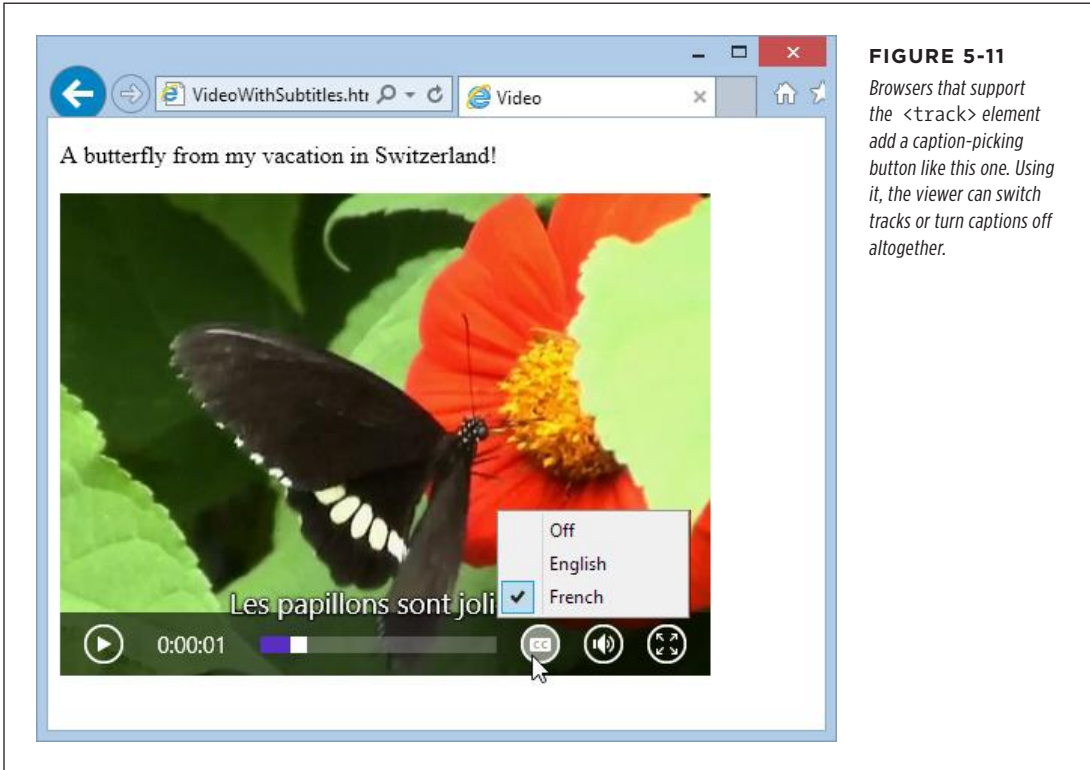 VideoWithSubtitles.htı
Video
A butterfly from my vacation in Switzerland!
Off
English
French
Les papillons sont joli
0:00:01
CC
FIGURE 5-11
Browsers that support
the <track> element
add a caption-picking
button like this one. Using
it, the viewer can switch
tracks or turn captions off
altogether.